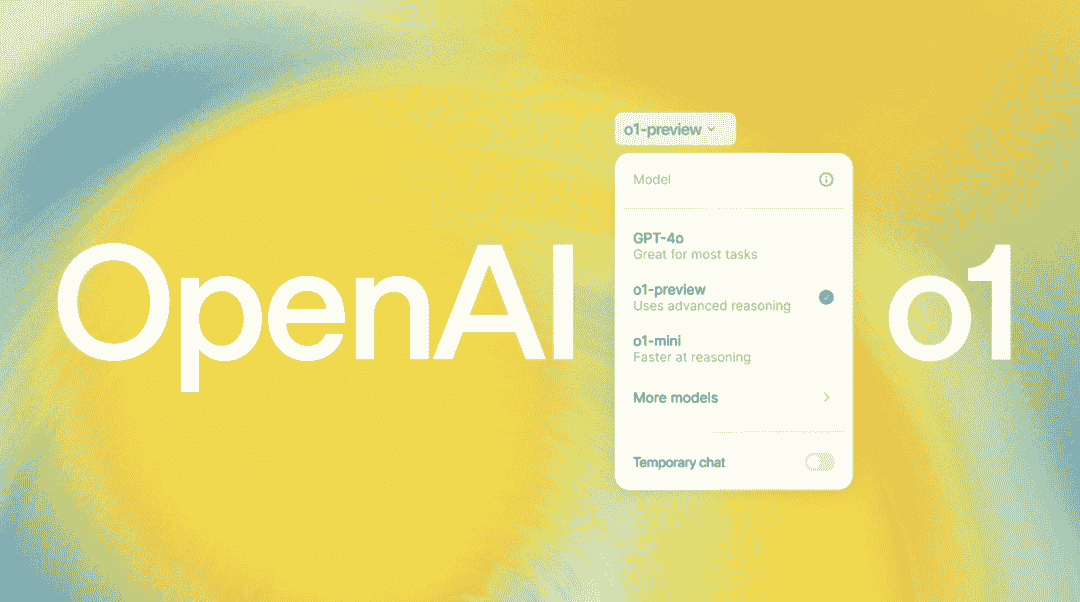 OpenAI
o1-preview
Model
GPT-4o
Great for most tasks
o1-preview
Uses advanced reasoning
o1-mini
Faster at reasoning
More models
Temporary chat
o1